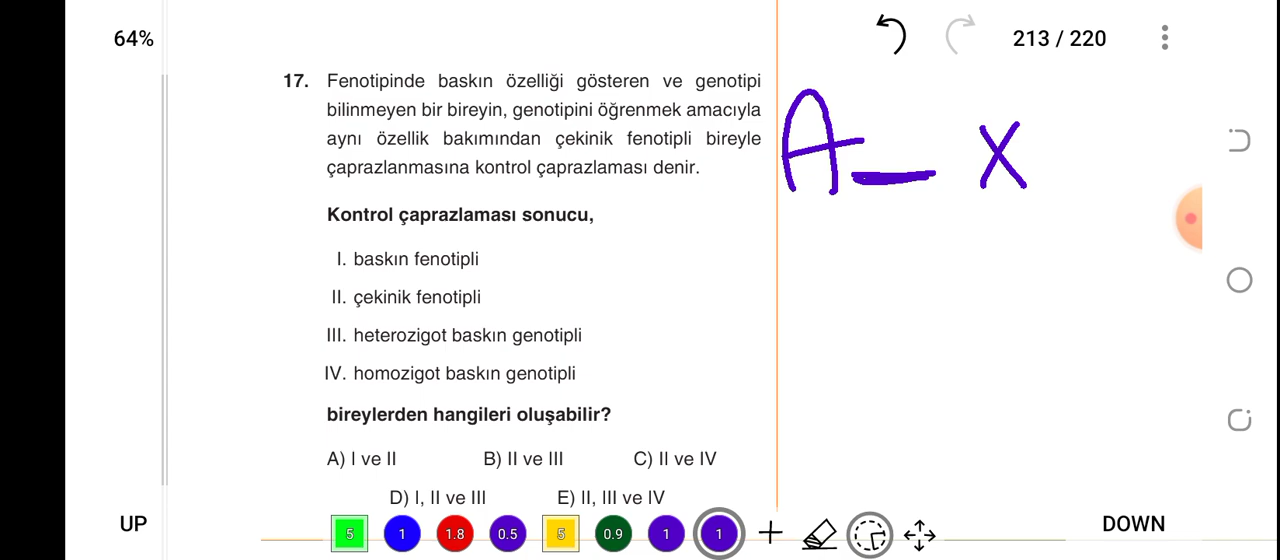 64%
213 / 220
17. Fenotipinde baskın özelliği gösteren ve genotipi
bilinmeyen bir bireyin, genotipini öğrenmek amacıyla
aynı özellik bakımından çekinik fenotipli bireyle
çaprazlanmasına kontrol çaprazlaması denir.
A_ x
Kontrol çaprazlaması sonucu,
I. baskın fenotipli
II. çekinik fenotipli
III. heterozigot baskın genotipli
IV. homozigot baskın genotipli
bireylerden hangileri oluşabilir?
A) I ve II B) II ve III C) II ve IV
D) I, II ve III E) II, III ve IV
UP
5 1 1.8 0.5 5 0.9 1 1
DOWN